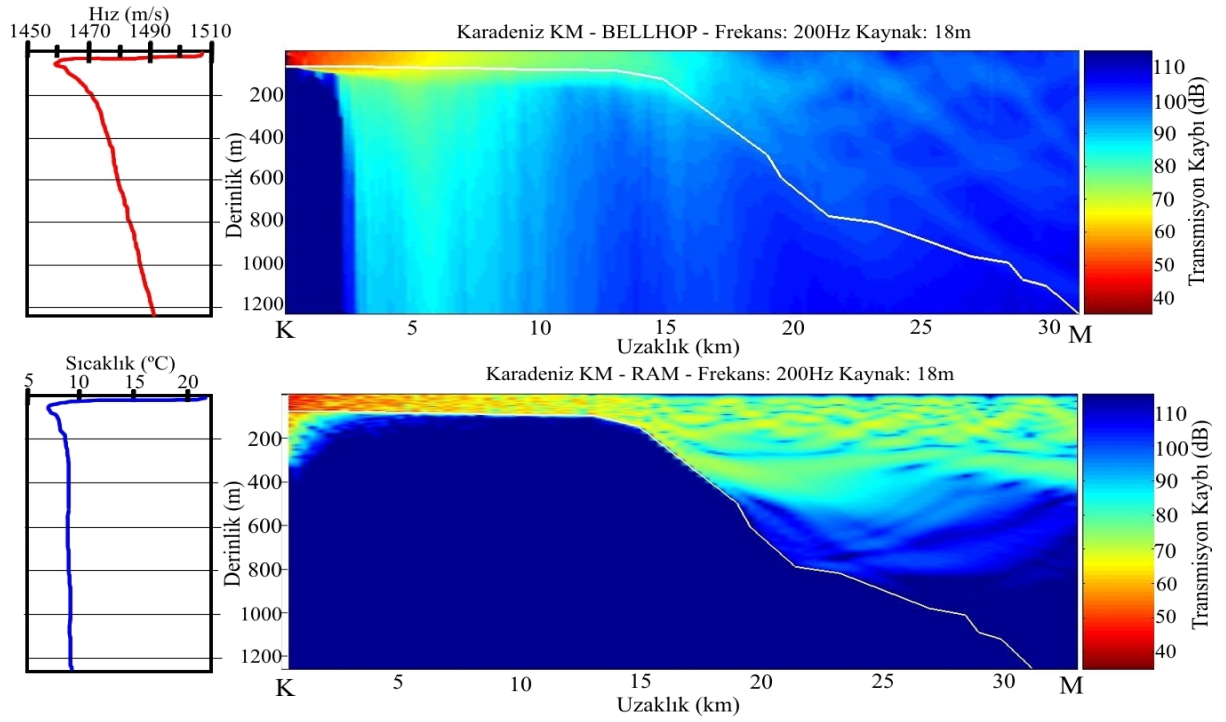 Hız (m/s)
1450 1470 1490 1510
Karadeniz KM - BELLHOP - Frekans: 200Hz Kaynak: 18m
200
400
600
800
1000
1200
Derinlik (m)
K 5 10 15 20 25 30 M
Uzaklık (km)
110
100
90
80
70
60
50
40
Transmisyon Kaybı (dB)
Sıcaklık (ºC)
5 10 15 20
Karadeniz KM - RAM - Frekans: 200Hz Kaynak: 18m
200
400
600
800
1000
1200
Derinlik (m)
K 5 10 15 20 25 30 M
Uzaklık (km)
110
100
90
80
70
60
50
40
Transmisyon Kaybı (dB)